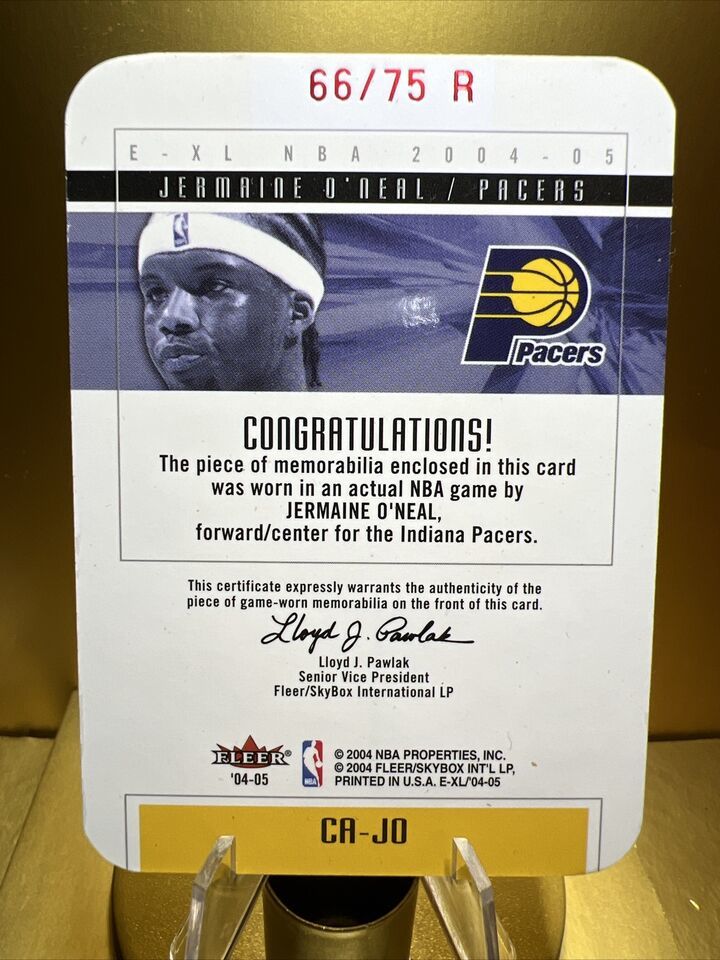 66/75 R
E-XL NBA 2004-05
JERMAINE O'NEAL / PACERS
Pacers
CONGRATULATIONS!
The piece of memorabilia enclosed in this card
was worn in an actual NBA game by
JERMAINE O'NEAL,
forward/center for the Indiana Pacers.
This certificate expressly warrants the authenticity of the
piece of game-worn memorabilia on the front of this card.
Lloyd J. Pawlak
Lloyd J. Pawlak
Senior Vice President
Fleer/SkyBox International LP
FLEER®
'04-05
NBA
© 2004 NBA PROPERTIES, INC.
© 2004 FLEER/SKYBOX INT'L LP,
PRINTED IN U.S.A. E-XL/'04-05
CA-JO